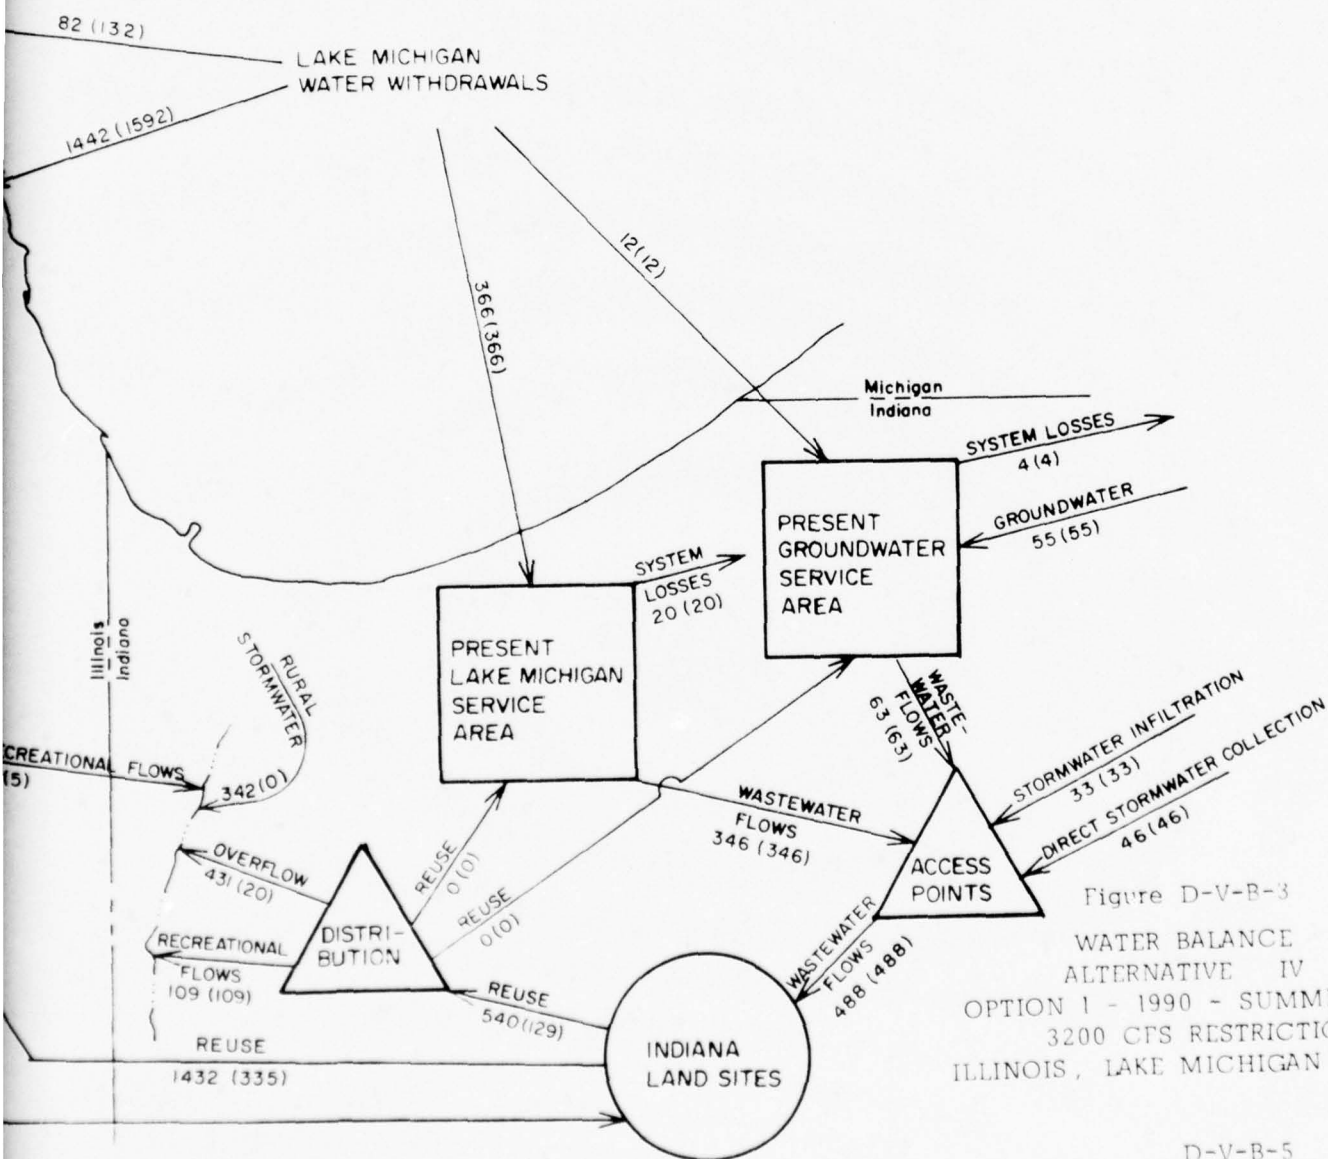 82 (132)
LAKE MICHIGAN
WATER WITHDRAWALS
1442 (1592)
12(12)
366(366)
Michigan
Indiana
SYSTEM LOSSES
4(4)
GROUNDWATER
55(55)
PRESENT
GROUNDWATER
SERVICE
AREA
SYSTEM
LOSSES
20(20)
PRESENT
LAKE MICHIGAN
SERVICE
AREA
Illinois
Indiana
RURAL
STORMWATER
342(0)
CREATIONAL FLOWS
(5)
WASTE-
WATER
FLOWS
63(63)
STORMWATER INFILTRATION
33(33)
DIRECT STORMWATER COLLECTION
46(46)
WASTEWATER
FLOWS
346 (346)
ACCESS
POINTS
OVERFLOW
431(20)
REUSE
0(0)
REUSE
0(0)
DISTRI-
BUTION
RECREATIONAL
FLOWS
109 (109)
WASTEWATER
FLOWS
488(488)
REUSE
540(129)
REUSE
1432 (335)
INDIANA
LAND SITES
Figure D-V-B-3
WATER BALANCE
ALTERNATIVE IV
OPTION 1 - 1990 - SUMM
3200 CFS RESTRICTIO
ILLINOIS, LAKE MICHIGAN
D-V-B-5